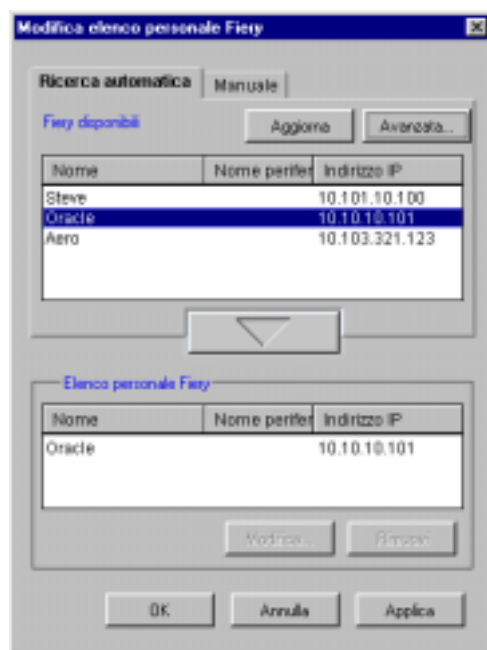 Modifica elenco personale Fiery
Ricerca automatica Manuale
Fiery disponibili Aggiorna Avanzata...
Nome Nome perifer Indirizzo IP
Steve 10.101.10.100
Oracle 10.10.10.101
Aero 10.103.321.123
Elenco personale Fiery
Nome Nome perifer Indirizzo IP
Oracle 10.10.10.101
Modifica... Rimuovi
OK Annulla Applica